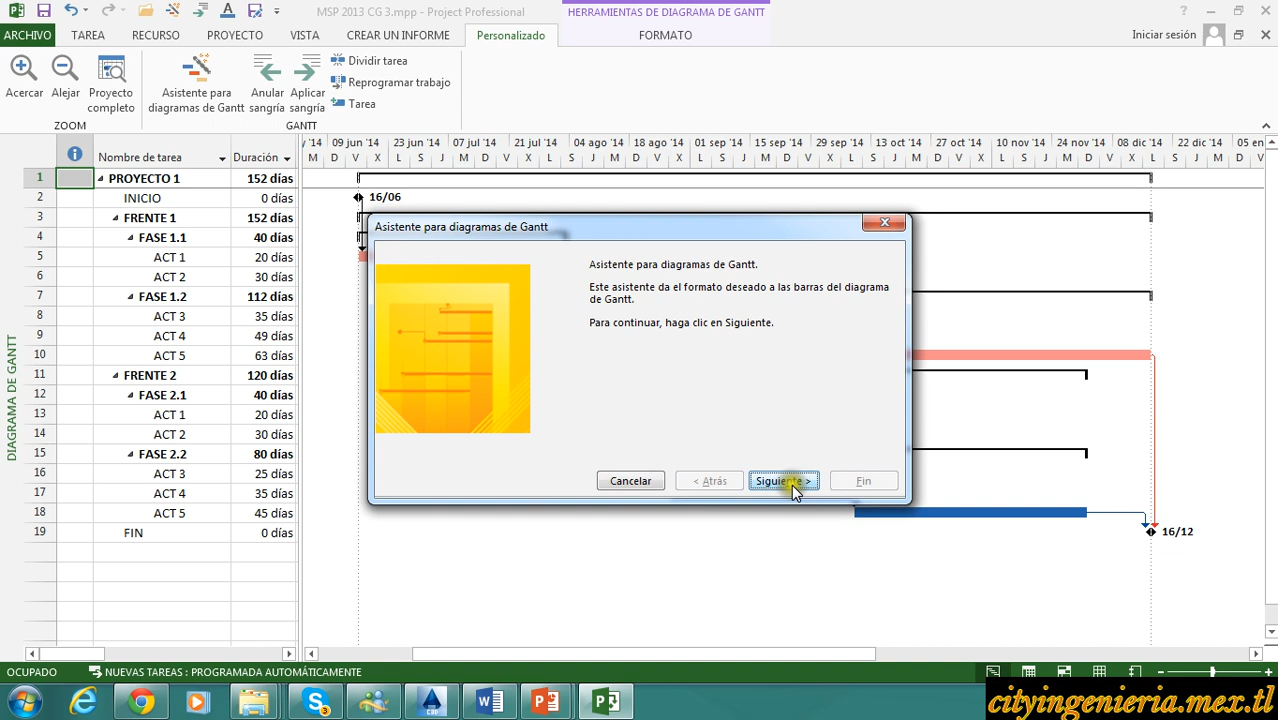 MSP 2013 CG 3.mpp - Project Professional
HERRAMIENTAS DE DIAGRAMA DE GANTT
ARCHIVO TAREA RECURSO PROYECTO VISTA CREAR UN INFORME Personalizado FORMATO Iniciar sesión
Acercar Alejar Proyecto completo
Asistente para diagramas de Gantt
Anular sangría
Aplicar sangría
Dividir tarea
Reprogramar trabajo
Tarea
ZOOM GANTT
'14 09 jun '14 23 jun '14 07 jul '14 21 jul '14 04 ago '14 18 ago '14 01 sep '14 15 sep '14 29 sep '14 13 oct '14 27 oct '14 10 nov '14 24 nov '14 08 dic '14 22 dic '14 05 en
M D V X L S J M V D M X L S J M V D M X L S J M V D M X L S J M V
Nombre de tarea Duración
1 PROYECTO 1 152 días
2 INICIO 0 días 16/06
3 FRENTE 1 152 días
4 FASE 1.1 40 días
5 ACT 1 20 días
6 ACT 2 30 días
7 FASE 1.2 112 días
8 ACT 3 35 días
9 ACT 4 49 días
10 ACT 5 63 días
11 FRENTE 2 120 días
12 FASE 2.1 40 días
13 ACT 1 20 días
14 ACT 2 30 días
15 FASE 2.2 80 días
16 ACT 3 25 días
17 ACT 4 35 días
18 ACT 5 45 días
19 FIN 0 días 16/12
DIAGRAMA DE GANTT
Asistente para diagramas de Gantt
Asistente para diagramas de Gantt.
Este asistente da el formato deseado a las barras del diagrama
de Gantt.
Para continuar, haga clic en Siguiente.
Cancelar < Atrás Siguiente > Fin
OCUPADO NUEVAS TAREAS : PROGRAMADA AUTOMÁTICAMENTE
cityingenieria.mex.tl